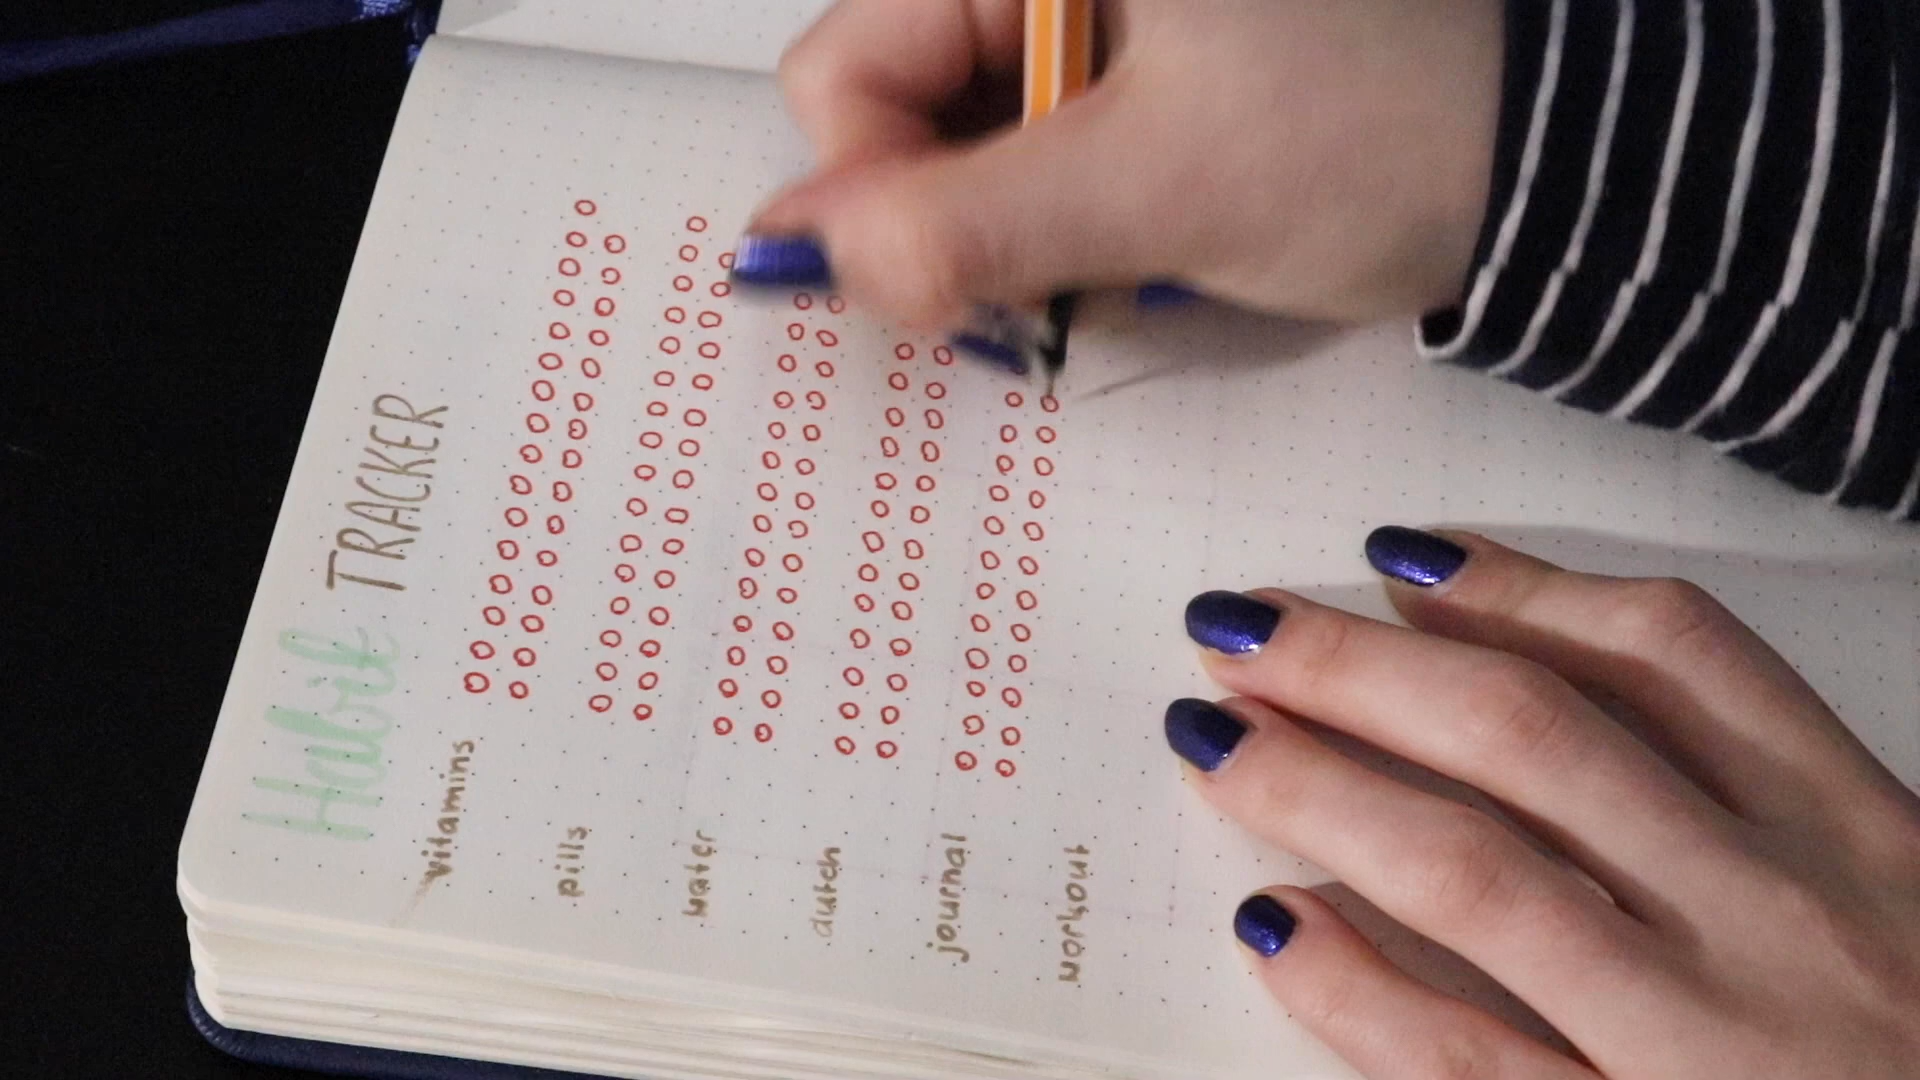 Habit TRACKER
vitamins
pills
water
dutch
journal
workout